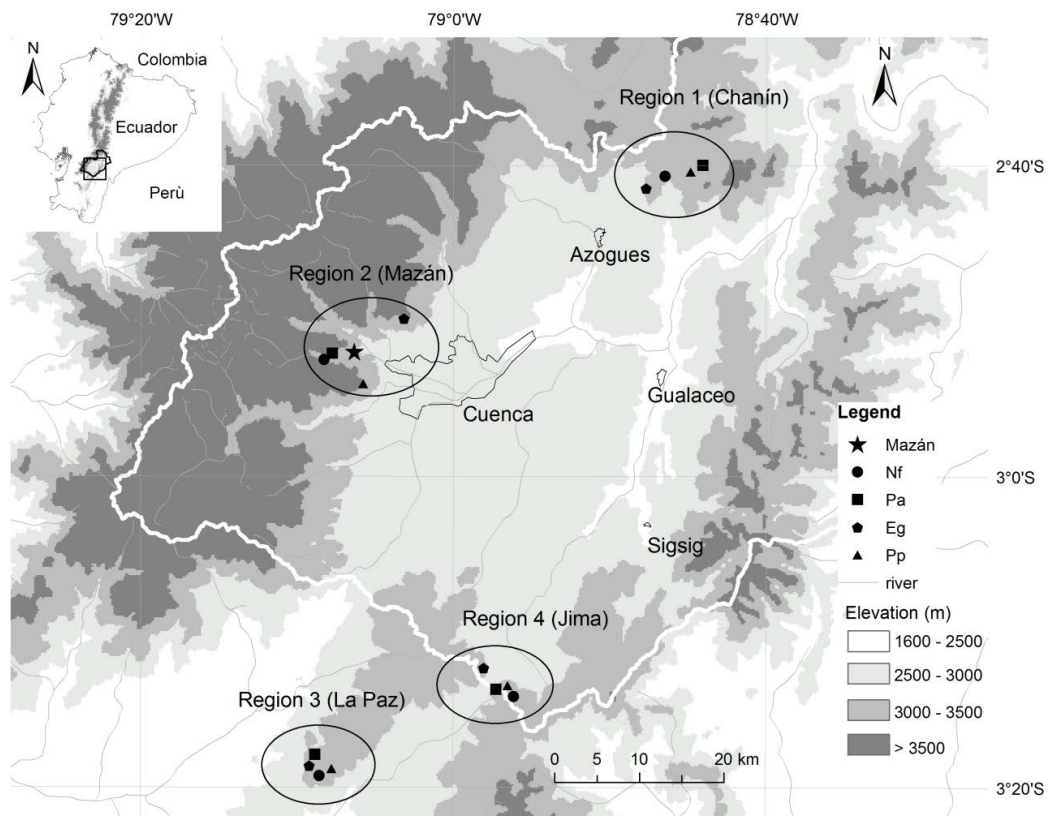 79°20'W
79°0'W
78°40'W
N
Colombia
Ecuador
Perù
N
Region 1 (Chanín)
2°40'S
Azogues
Region 2 (Mazán)
Gualaceo
Cuenca
Legend
Mazán
Nf
Pa
Eg
Pp
river
3°0'S
Sigsig
Elevation (m)
1600 - 2500
2500 - 3000
3000 - 3500
> 3500
Region 4 (Jima)
Region 3 (La Paz)
0 5 10 20 km
3°20'S